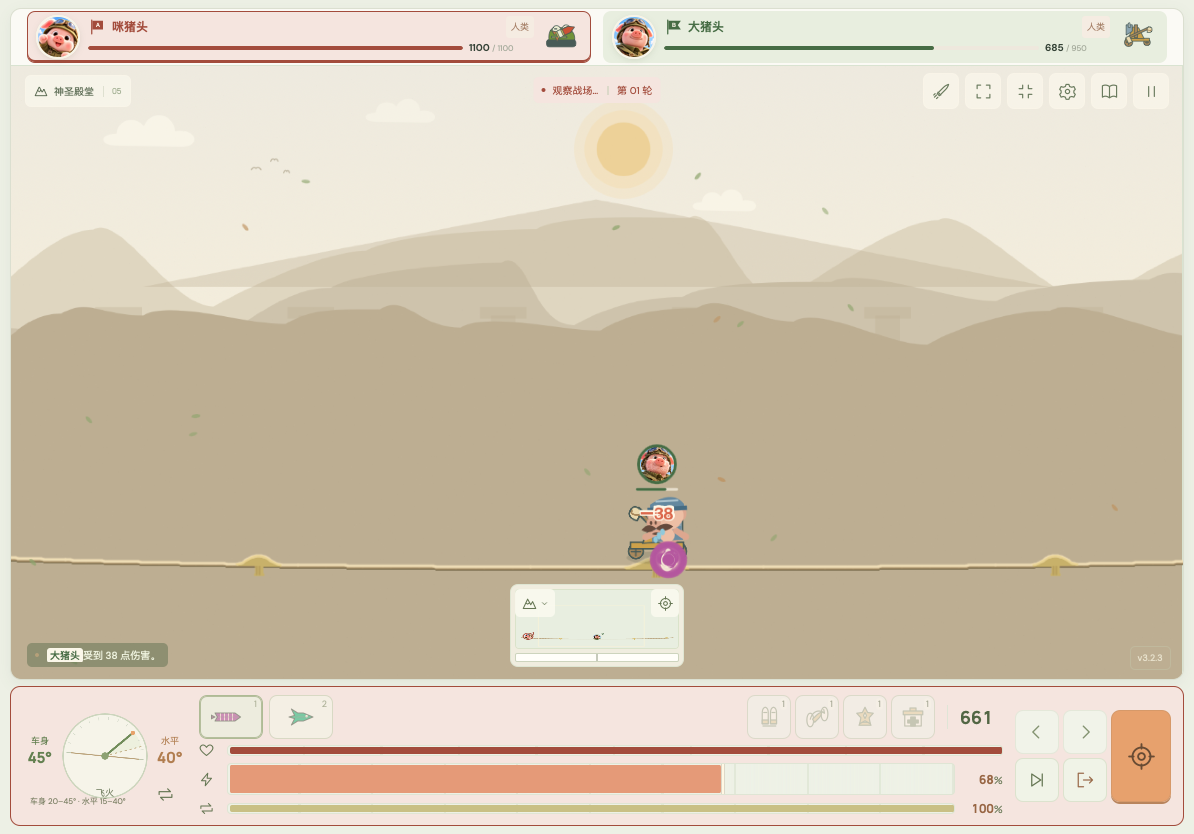 咪猪头
人类
1100 / 1100
大猪头
人类
685 / 950
神圣殿堂 05
观察战场... 第 01 轮
-38
大猪头受到 38 点伤害。
v3.2.3
1
2
1
1
1
1
661
车身
45°
水平
40°
飞火
车身 20-45° · 水平 15-40°
68%
100%